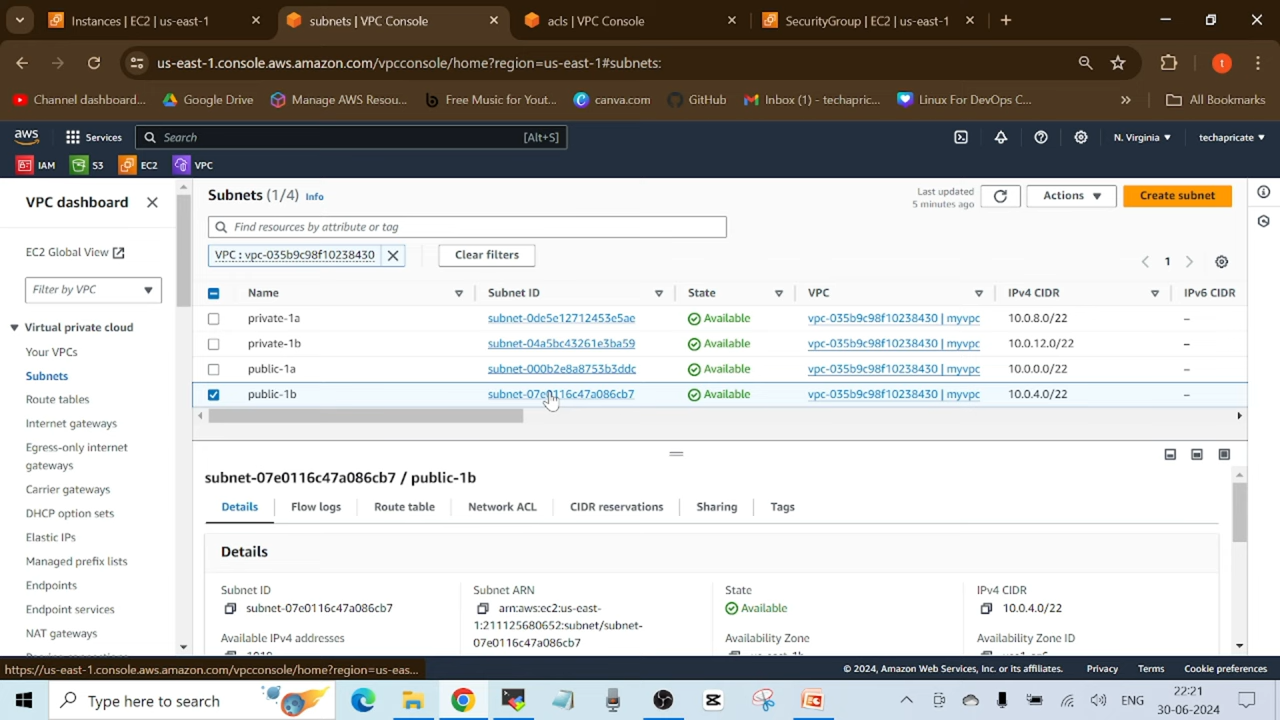 Instances | EC2 | us-east-1
subnets | VPC Console
acls | VPC Console
SecurityGroup | EC2 | us-east-1
us-east-1.console.aws.amazon.com/vpcconsole/home?region=us-east-1#subnets:
Channel dashboard...
Google Drive
Manage AWS Resou...
Free Music for Yout...
canva.com
GitHub
Inbox (1) - techapric...
Linux For DevOps C...
All Bookmarks
aws
Services
Search
[Alt+S]
N. Virginia
techapricate
IAM
S3
EC2
VPC
VPC dashboard
EC2 Global View
Filter by VPC
Virtual private cloud
Your VPCs
Subnets
Route tables
Internet gateways
Egress-only internet
gateways
Carrier gateways
DHCP option sets
Elastic IPs
Managed prefix lists
Endpoints
Endpoint services
NAT gateways
Subnets (1/4) Info
Last updated
5 minutes ago
Actions
Create subnet
Find resources by attribute or tag
VPC : vpc-035b9c98f10238430
Clear filters
1
Name Subnet ID State VPC IPv4 CIDR IPv6 CIDR
private-1a subnet-0de5e12712453e5ae Available vpc-035b9c98f10238430 | myvpc 10.0.8.0/22 –
private-1b subnet-04a5bc43261e3ba59 Available vpc-035b9c98f10238430 | myvpc 10.0.12.0/22 –
public-1a subnet-000b2e8a8753b3ddc Available vpc-035b9c98f10238430 | myvpc 10.0.0.0/22 –
public-1b subnet-07e0116c47a086cb7 Available vpc-035b9c98f10238430 | myvpc 10.0.4.0/22 –
subnet-07e0116c47a086cb7 / public-1b
Details Flow logs Route table Network ACL CIDR reservations Sharing Tags
Details
Subnet ID
subnet-07e0116c47a086cb7
Subnet ARN
arn:aws:ec2:us-east-
1:211125680652:subnet/subnet-
07e0116c47a086cb7
State
Available
IPv4 CIDR
10.0.4.0/22
Available IPv4 addresses
Availability Zone
Availability Zone ID
https://us-east-1.console.aws.amazon.com/vpcconsole/home?region=us-eas...
© 2024, Amazon Web Services, Inc. or its affiliates.
Privacy
Terms
Cookie preferences
Type here to search
ENG
22:21
30-06-2024